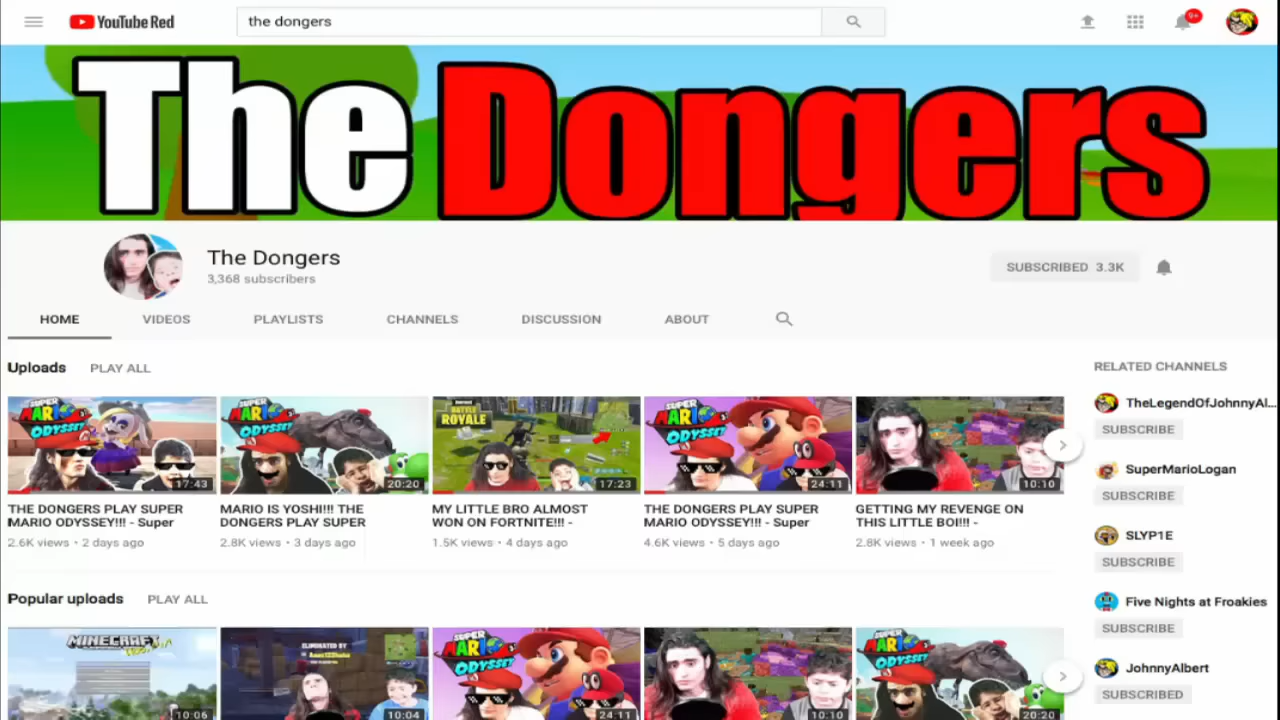 YouTube Red
the dongers
9+
The Dongers
The Dongers
3,368 subscribers
SUBSCRIBED 3.3K
HOME
VIDEOS
PLAYLISTS
CHANNELS
DISCUSSION
ABOUT
Uploads PLAY ALL
SUPER MARIO ODYSSEY
17:43
THE DONGERS PLAY SUPER
MARIO ODYSSEY!!! - Super
2.6K views • 2 days ago
SUPER MARIO ODYSSEY
20:20
MARIO IS YOSHI!!! THE
DONGERS PLAY SUPER
2.8K views • 3 days ago
BATTLE
ROYALE
17:23
MY LITTLE BRO ALMOST
WON ON FORTNITE!!! -
1.5K views • 4 days ago
SUPER MARIO ODYSSEY
24:11
THE DONGERS PLAY SUPER
MARIO ODYSSEY!!! - Super
4.6K views • 5 days ago
10:10
GETTING MY REVENGE ON
THIS LITTLE BOI!!! -
2.8K views • 1 week ago
RELATED CHANNELS
TheLegendOfJohnnyAl...
SUBSCRIBE
SuperMarioLogan
SUBSCRIBE
SLYP1E
SUBSCRIBE
Five Nights at Froakies
SUBSCRIBE
JohnnyAlbert
SUBSCRIBED
Popular uploads PLAY ALL
MINECRAFT
10:06
ELIMINATED BY
10:04
SUPER MARIO ODYSSEY
24:11
10:10
SUPER MARIO ODYSSEY
20:20